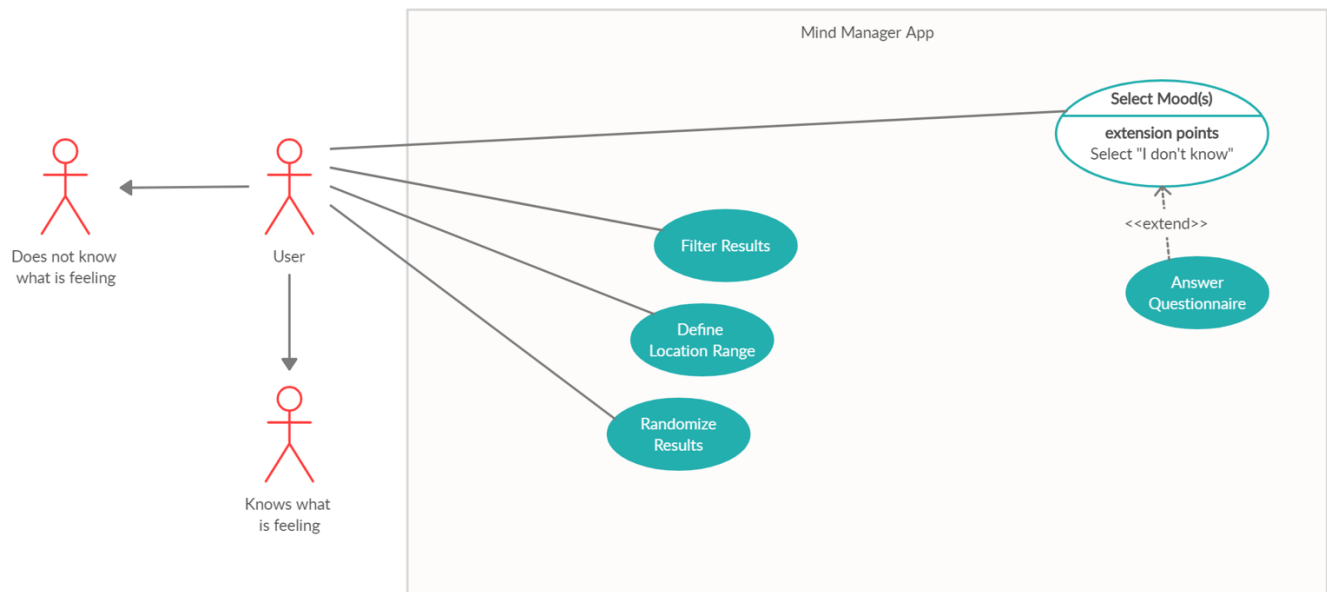 Mind Manager App
Select Mood(s)
extension points
Select "I don't know"
<<extend>>
Answer
Questionnaire
Filter Results
Define
Location Range
Randomize
Results
User
Does not know
what is feeling
Knows what
is feeling